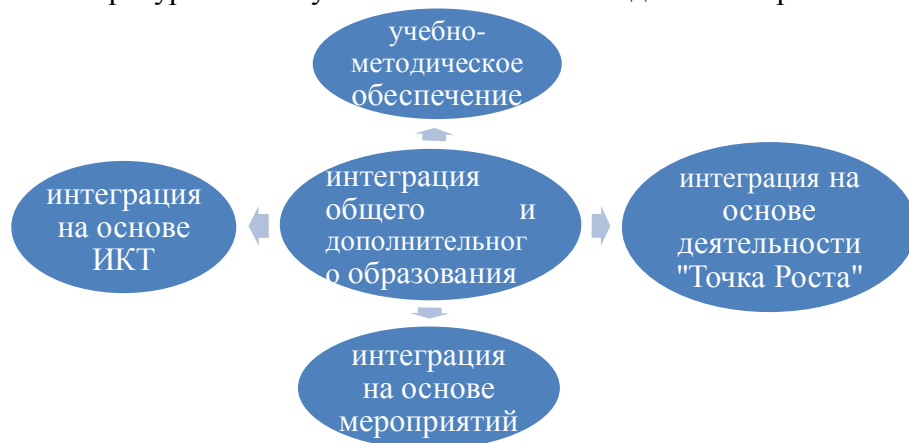 учебно-
методическое
обеспечение
интеграция
на основе
ИКТ
интеграция
общего и
дополнительног
о образования
интеграция на
основе
деятельности
"Точка Роста"
интеграция
на основе
мероприятий